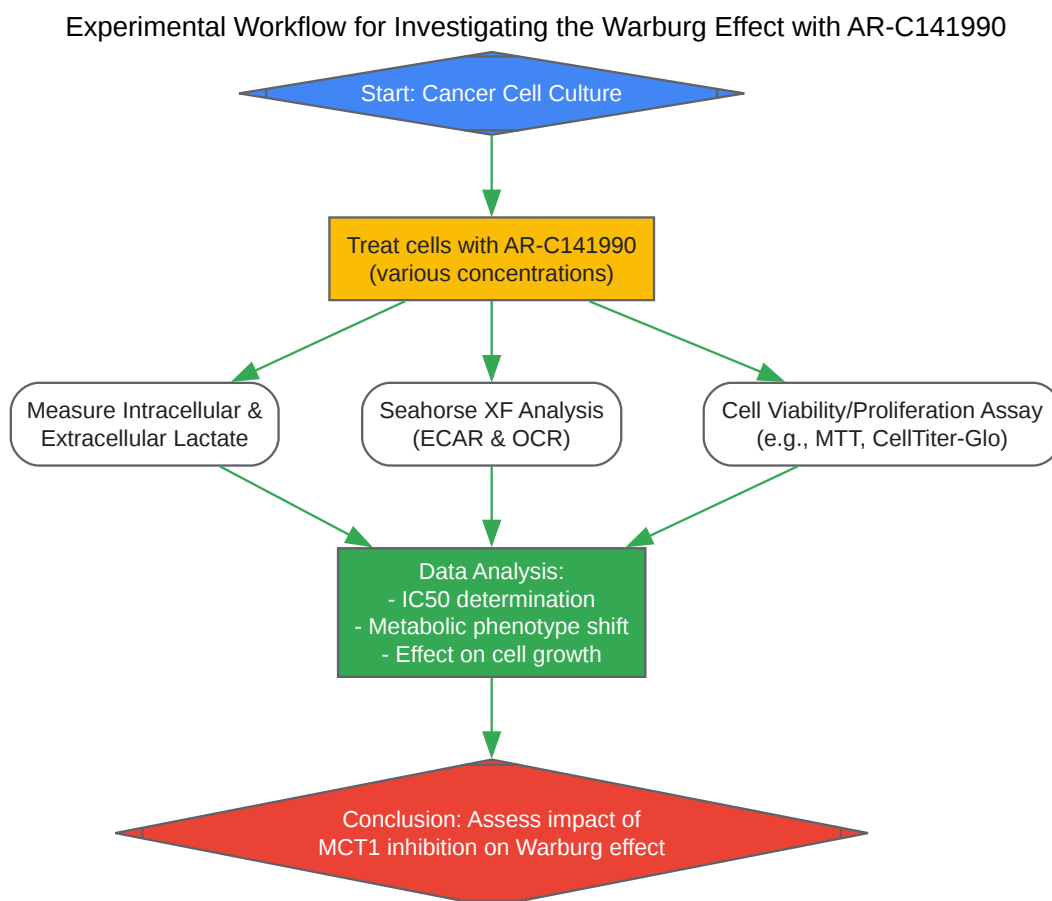 Experimental Workflow for Investigating the Warburg Effect with AR-C141990
Start: Cancer Cell Culture
Treat cells with AR-C141990
(various concentrations)
Measure Intracellular &
Extracellular Lactate
Seahorse XF Analysis
(ECAR & OCR)
Cell Viability/Proliferation Assay
(e.g., MTT, CellTiter-Glo)
Data Analysis:
- IC50 determination
- Metabolic phenotype shift
- Effect on cell growth
Conclusion: Assess impact of
MCT1 inhibition on Warburg effect